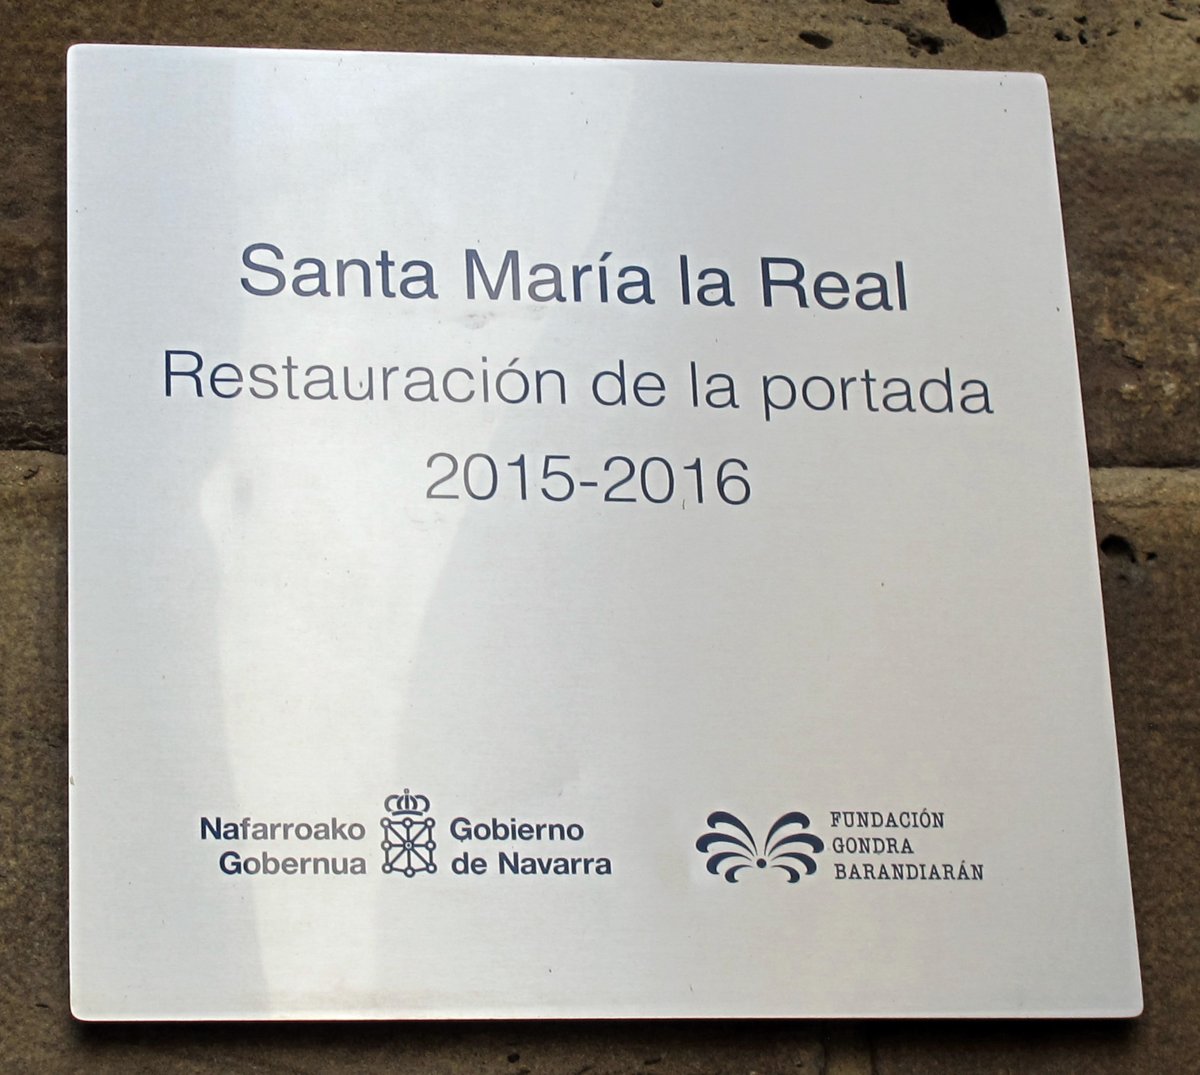 Santa María la Real
Restauración de la portada
2015-2016
Nafarroako
Gobernua
Gobierno
de Navarra
FUNDACIÓN
GONDRA
BARANDIARÁN